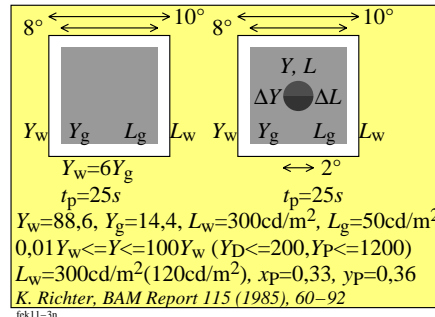 10° 10°
8° 8°
Y, L
ΔY ΔL
Yw Yg Lg Lw Yg Lg Yw Lw
Yw=6Yg 2°
tp=25s tp=25s
Yw=88,6, Yg=14,4, Lw=300cd/m², Lg=50cd/m²
0,01Yw<=Y<=100Yw (YD<=200,YP<=1200)
Lw=300cd/m²(120cd/m²), xP=0,33, yP=0,36
K. Richter, BAM Report 115 (1985), 60−92
fek11−3n